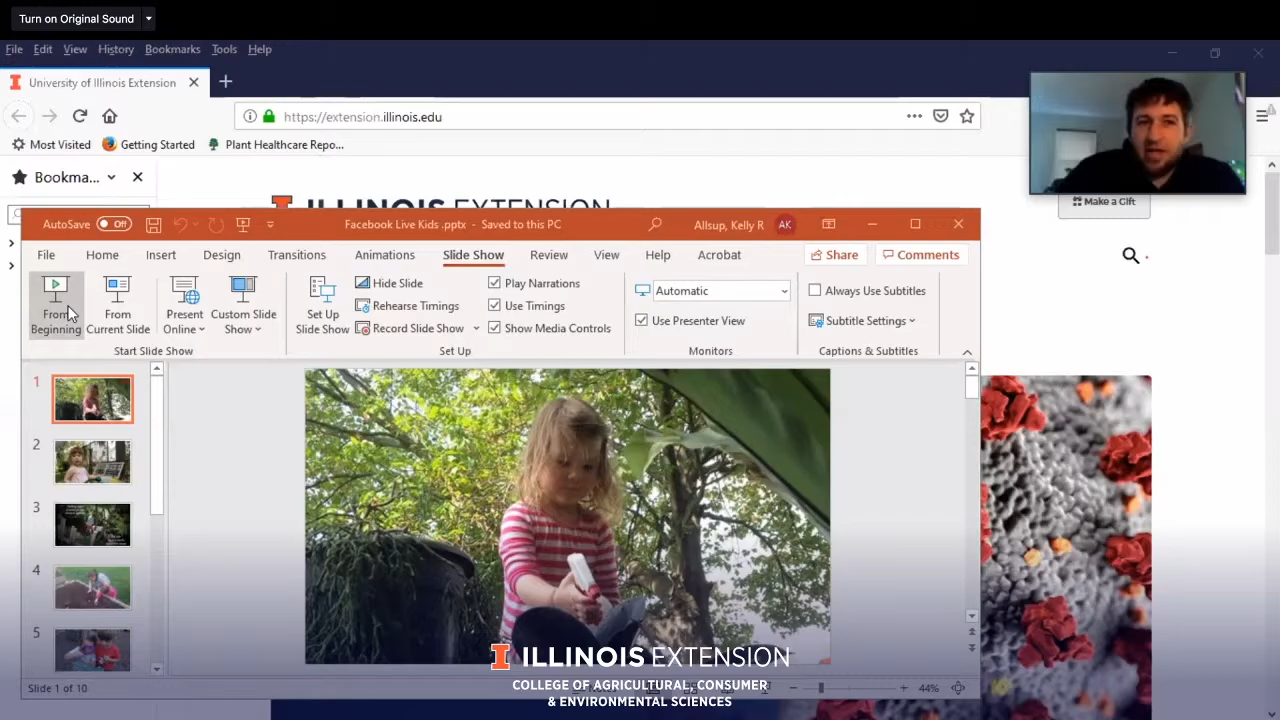 Turn on Original Sound
File Edit View History Bookmarks Tools Help
University of Illinois Extension
https://extension.illinois.edu
Most Visited Getting Started Plant Healthcare Repo...
Bookma...
ILLINOIS EXTENSION
Make a Gift
AutoSave Off Facebook Live Kids .pptx - Saved to this PC Allsup, Kelly R AK
File Home Insert Design Transitions Animations Slide Show Review View Help Acrobat Share Comments
From Beginning
From Current Slide
Present Online
Custom Slide Show
Start Slide Show
Set Up Slide Show
Hide Slide
Rehearse Timings
Record Slide Show
Play Narrations
Use Timings
Show Media Controls
Set Up
Automatic
Use Presenter View
Monitors
Always Use Subtitles
Subtitle Settings
Captions & Subtitles
1
2
3
4
5
ILLINOIS EXTENSION
COLLEGE OF AGRICULTURAL, CONSUMER
& ENVIRONMENTAL SCIENCES
Slide 1 of 10 44%